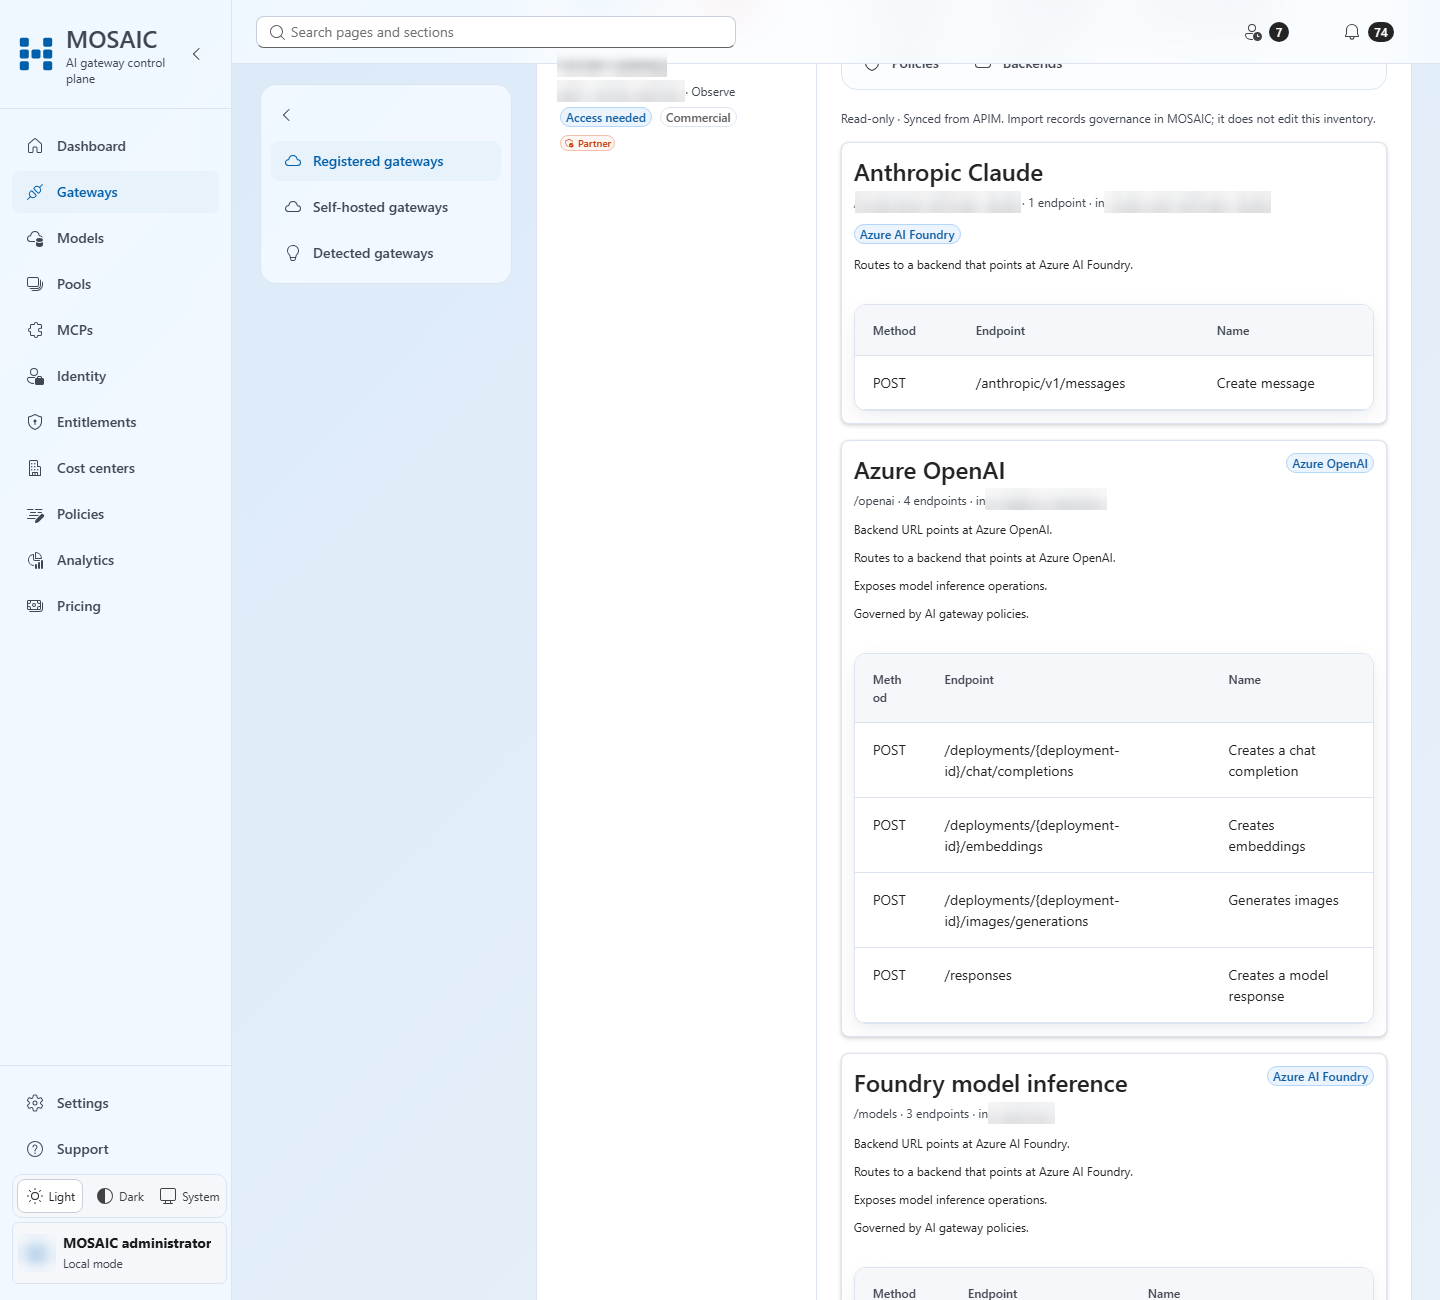 MOSAIC
AI gateway control
plane
Search pages and sections
7
74
Dashboard
Gateways
Models
Pools
MCPs
Identity
Entitlements
Cost centers
Policies
Analytics
Pricing
Settings
Support
Light
Dark
System
MOSAIC administrator
Local mode
Registered gateways
Self-hosted gateways
Detected gateways
· Observe
Access needed
Commercial
Partner
Policies
Backends
Read-only · Synced from APIM. Import records governance in MOSAIC; it does not edit this inventory.
Anthropic Claude
· 1 endpoint · in
Azure AI Foundry
Routes to a backend that points at Azure AI Foundry.
Method Endpoint Name
POST /anthropic/v1/messages Create message
Azure OpenAI
Azure OpenAI
/openai · 4 endpoints · in
Backend URL points at Azure OpenAI.
Routes to a backend that points at Azure OpenAI.
Exposes model inference operations.
Governed by AI gateway policies.
Meth Endpoint Name
od
POST /deployments/{deployment- Creates a chat
id}/chat/completions completion
POST /deployments/{deployment- Creates
id}/embeddings embeddings
POST /deployments/{deployment- Generates images
id}/images/generations
POST /responses Creates a model
response
Foundry model inference
Azure AI Foundry
/models · 3 endpoints · in
Backend URL points at Azure AI Foundry.
Routes to a backend that points at Azure AI Foundry.
Exposes model inference operations.
Governed by AI gateway policies.
Method Endpoint Name